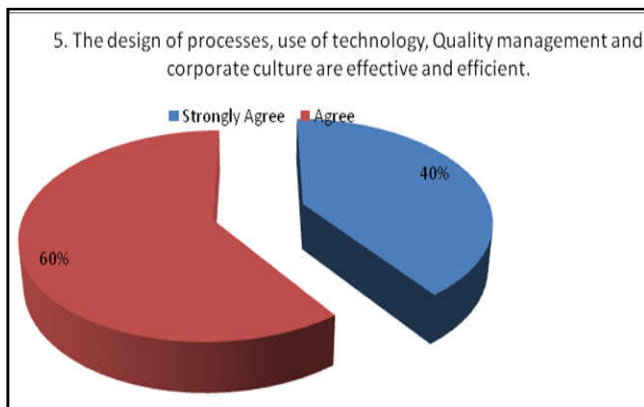 5. The design of processes, use of technology, Quality management and
corporate culture are effective and efficient.
Strongly Agree Agree
40%
60%